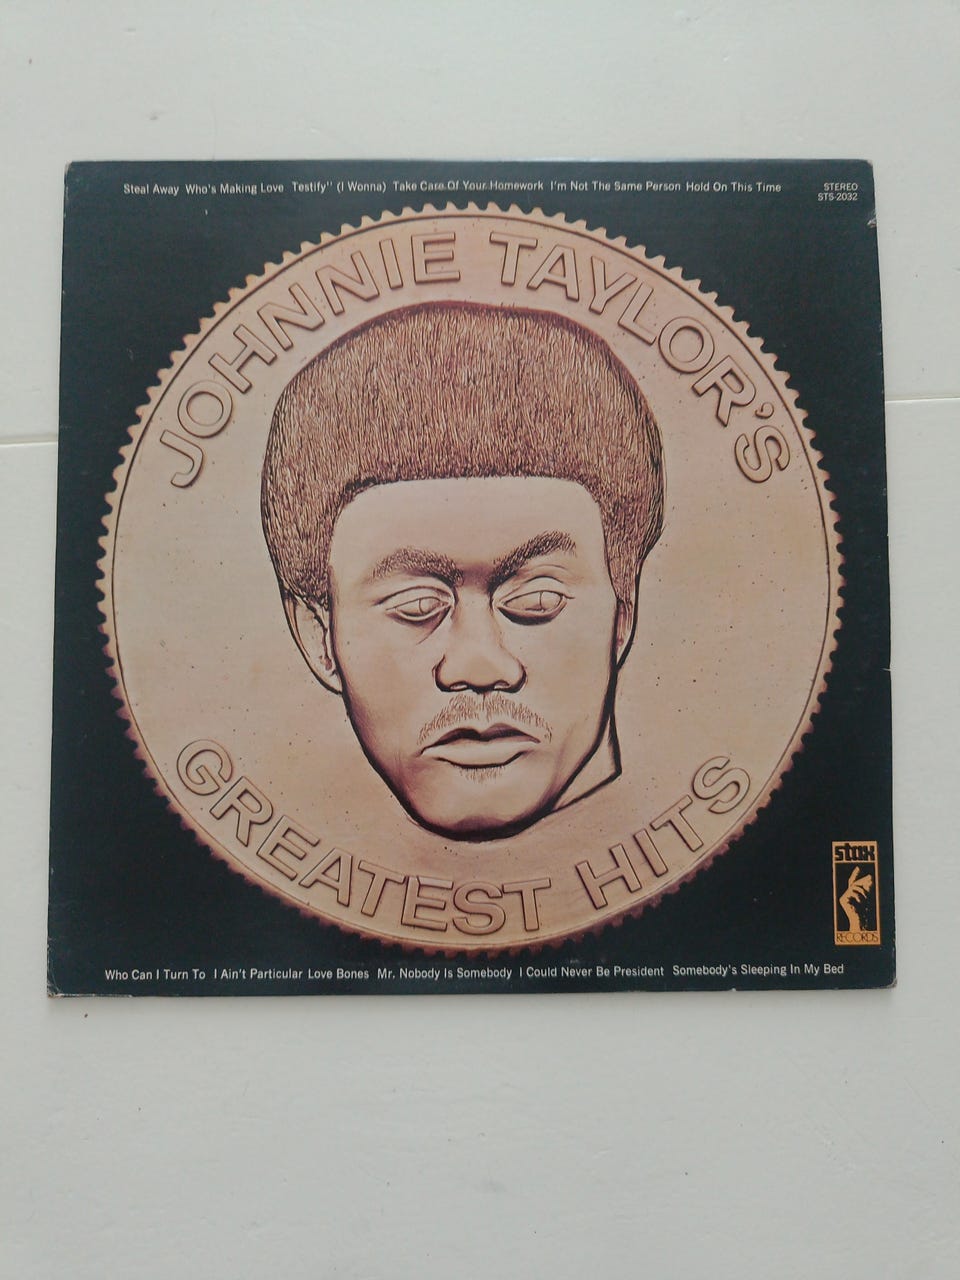 Steal Away Who's Making Love Testify" (I Wonna) Take Care Of Your Homework I'm Not The Same Person Hold On This Time
STEREO
STS-2032
JOHNNIE TAYLOR'S
GREATEST HITS
stax
RECORDS
Who Can I Turn To I Ain't Particular Love Bones Mr. Nobody Is Somebody I Could Never Be President Somebody's Sleeping In My Bed